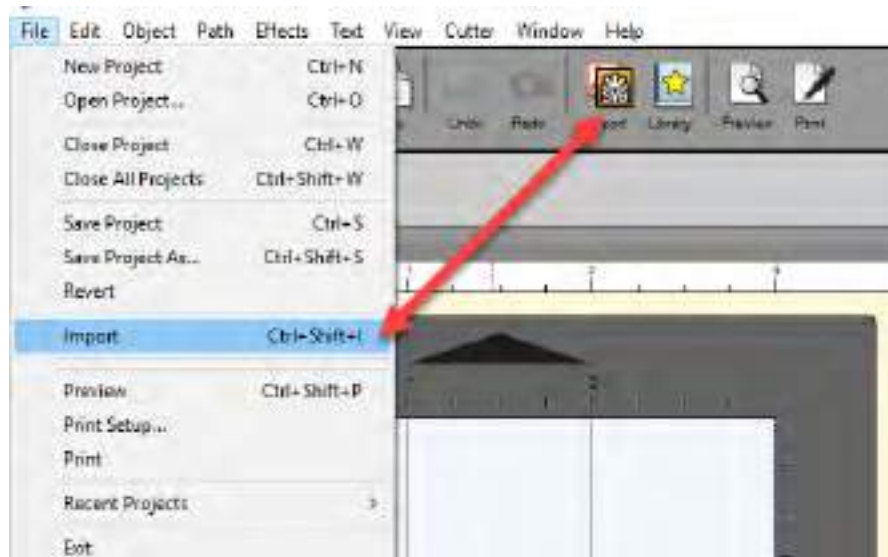 File Edit Object Path Effects Text View Cutter Window Help
New Project Ctrl+N
Open Project... Ctrl+O
Undo Redo Library Preview Print
Close Project Ctrl+W
Close All Projects Ctrl+Shift+W
Save Project Ctrl+S
Save Project As... Ctrl+Shift+S
Revert
Import Ctrl+Shift+I
Preview Ctrl+Shift+P
Print Setup...
Print
Recent Projects >
Exit